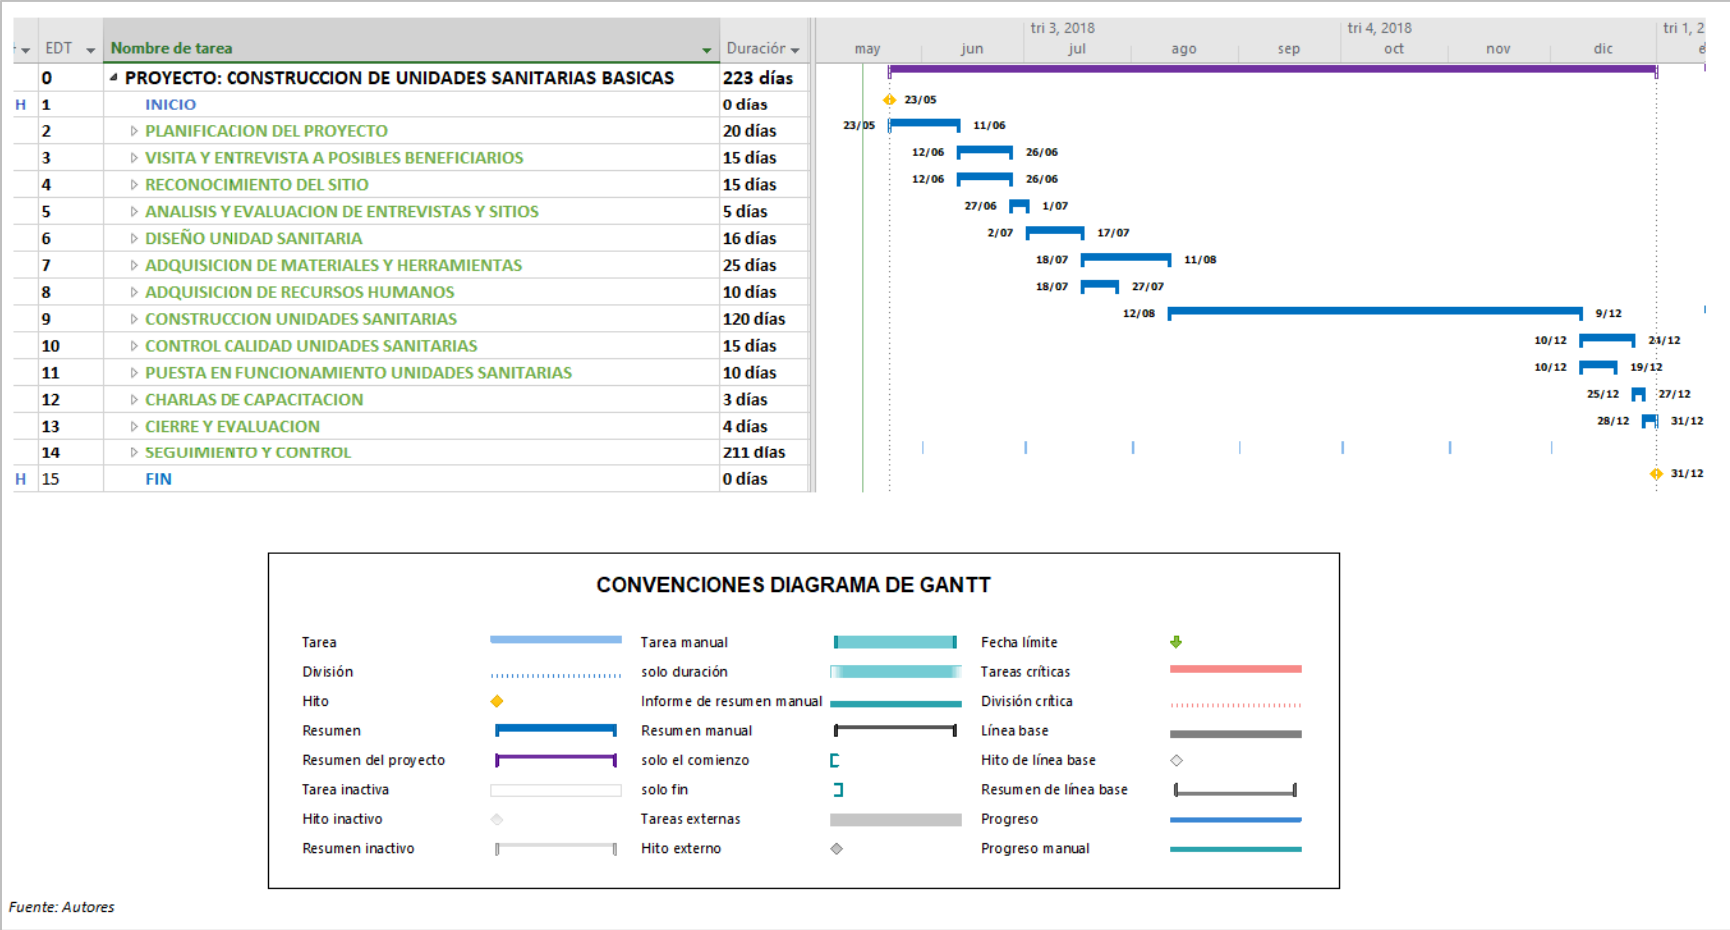 tri 3, 2018 tri 4, 2018 tri 1, 2
EDT Nombre de tarea Duración may jun jul ago sep oct nov dic e
0 PROYECTO: CONSTRUCCION DE UNIDADES SANITARIAS BASICAS 223 días
H 1 INICIO 0 días 23/05
2 PLANIFICACION DEL PROYECTO 20 días 23/05 11/06
3 VISITA Y ENTREVISTA A POSIBLES BENEFICIARIOS 15 días 12/06 26/06
4 RECONOCIMIENTO DEL SITIO 15 días 12/06 26/06
5 ANALISIS Y EVALUACION DE ENTREVISTAS Y SITIOS 5 días 27/06 1/07
6 DISEÑO UNIDAD SANITARIA 16 días 2/07 17/07
7 ADQUISICION DE MATERIALES Y HERRAMIENTAS 25 días 18/07 11/08
8 ADQUISICION DE RECURSOS HUMANOS 10 días 18/07 27/07
9 CONSTRUCCION UNIDADES SANITARIAS 120 días 12/08 9/12
10 CONTROL CALIDAD UNIDADES SANITARIAS 15 días 10/12 24/12
11 PUESTA EN FUNCIONAMIENTO UNIDADES SANITARIAS 10 días 10/12 19/12
12 CHARLAS DE CAPACITACION 3 días 25/12 27/12
13 CIERRE Y EVALUACION 4 días 28/12 31/12
14 SEGUIMIENTO Y CONTROL 211 días
H 15 FIN 0 días 31/12
CONVENCIONES DIAGRAMA DE GANTT
Tarea Tarea manual Fecha límite
División solo duración Tareas críticas
Hito Informe de resumen manual División crítica
Resumen Resumen manual Línea base
Resumen del proyecto solo el comienzo Hito de línea base
Tarea inactiva solo fin Resumen de línea base
Hito inactivo Tareas externas Progreso
Resumen inactivo Hito externo Progreso manual
Fuente: Autores